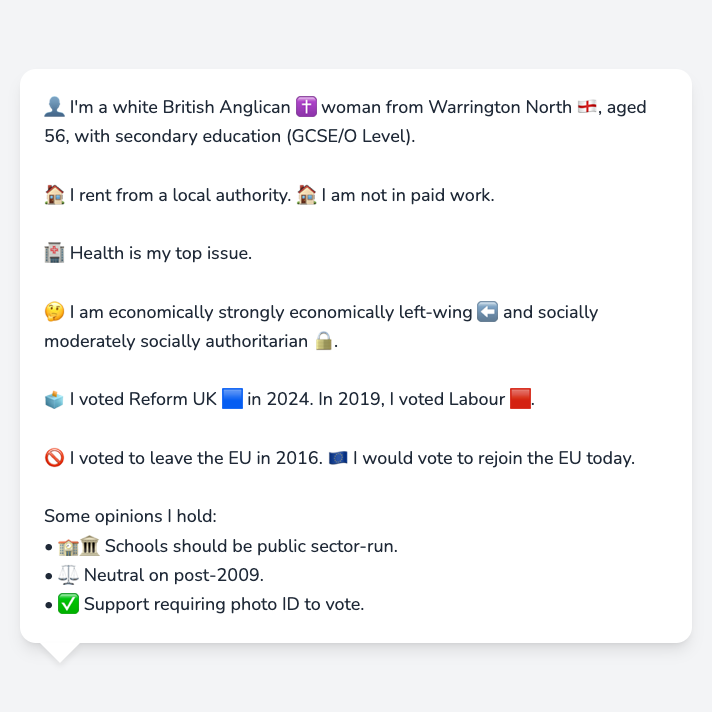 👤 I'm a white British Anglican ✝️ woman from Warrington North 🏴󠁧󠁢󠁥󠁮󠁧󠁿, aged
56, with secondary education (GCSE/O Level).
🏠 I rent from a local authority. 🏠 I am not in paid work.
🏥 Health is my top issue.
🤔 I am economically strongly economically left-wing ⬅️ and socially
moderately socially authoritarian 🔒.
🗳️ I voted Reform UK 🟦 in 2024. In 2019, I voted Labour 🟥.
🚫 I voted to leave the EU in 2016. 🇪🇺 I would vote to rejoin the EU today.
Some opinions I hold:
• 🏫🏛️ Schools should be public sector-run.
• ⚖️ Neutral on post-2009.
• ✅ Support requiring photo ID to vote.